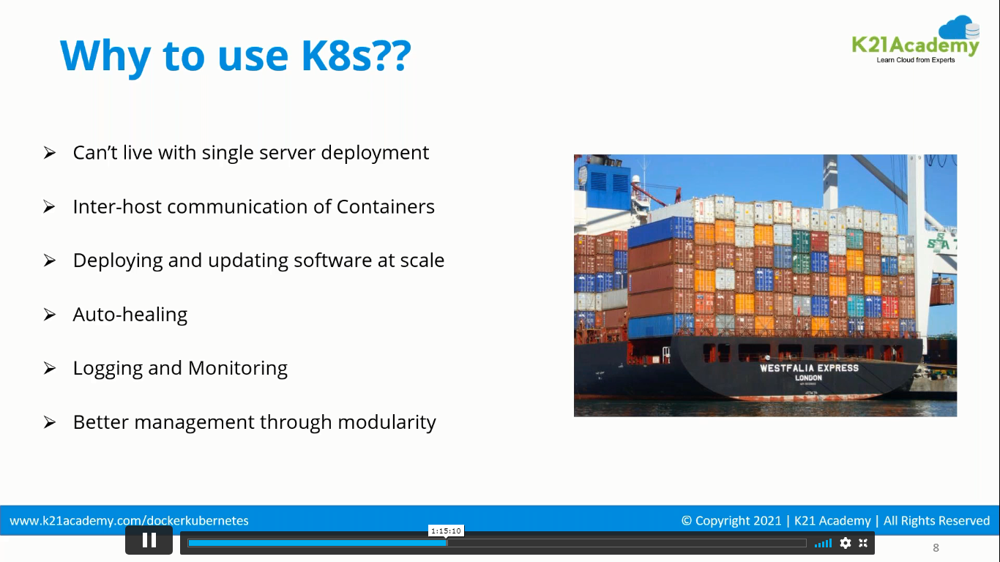 Why to use K8s??
K21Academy
Learn Cloud from Experts
➢ Can’t live with single server deployment
➢ Inter-host communication of Containers
➢ Deploying and updating software at scale
➢ Auto-healing
➢ Logging and Monitoring
➢ Better management through modularity
WESTFALIA EXPRESS
LONDON
www.k21academy.com/dockerkubernetes
© Copyright 2021 | K21 Academy | All Rights Reserved
1:15:10
8